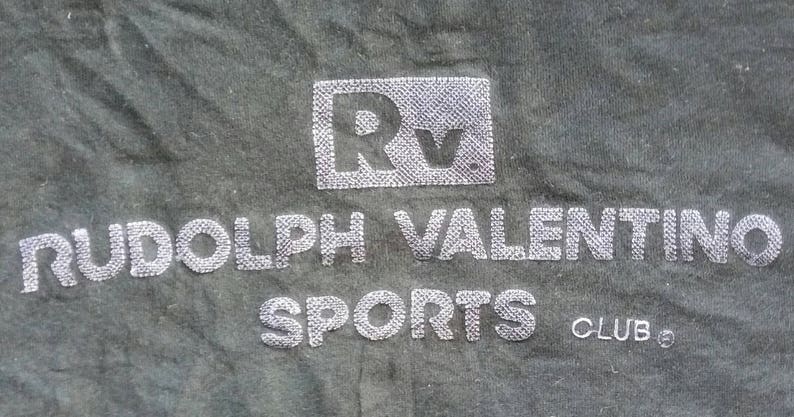 Rv.
RUDOLPH VALENTINO
SPORTS CLUB ®